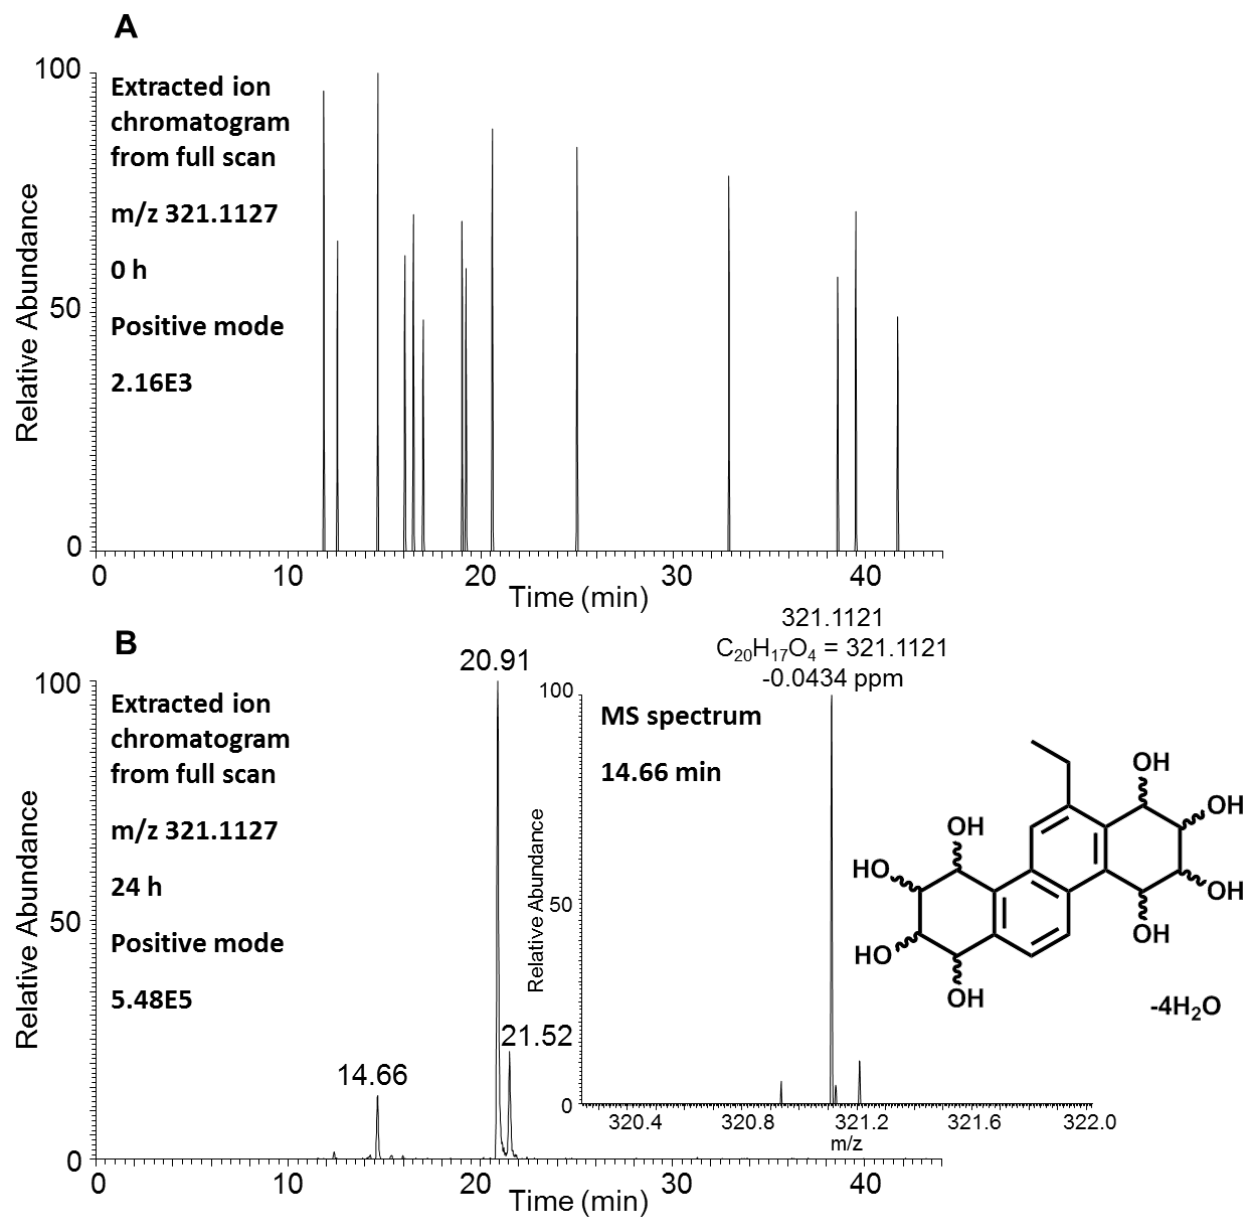 A
100
50
0
Relative Abundance
Extracted ion
chromatogram
from full scan
m/z 321.1127
0 h
Positive mode
2.16E3
0 10 20 30 40
Time (min)
B
100
50
0
Relative Abundance
Extracted ion
chromatogram
from full scan
m/z 321.1127
24 h
Positive mode
5.48E5
14.66
20.91
21.52
0 10 20 30 40
Time (min)
321.1121
C₂₀H₁₇O₄ = 321.1121
-0.0434 ppm
100
50
0
Relative Abundance
MS spectrum
14.66 min
320.4 320.8 321.2 321.6 322.0
m/z
OH
OH
OH
HO
OH
OH
HO
OH
-4H₂O